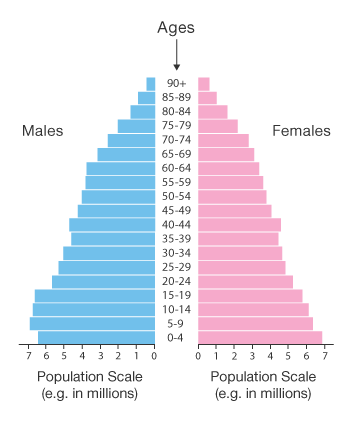 Ages
90+
85-89
80-84
75-79
Males
Females
70-74
65-69
60-64
55-59
50-54
45-49
40-44
35-39
30-34
25-29
20-24
15-19
10-14
5-9
0-4
7 6 5 4 3 2 1 0
0 1 2 3 4 5 6 7
Population Scale
(e.g. in millions)
Population Scale
(e.g. in millions)